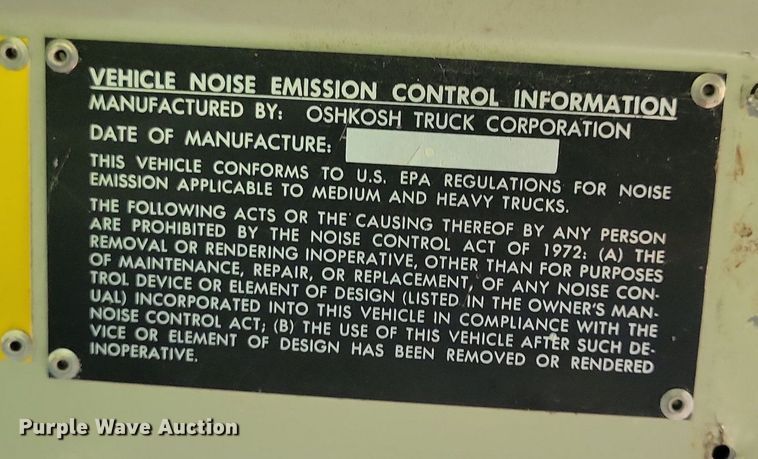 VEHICLE NOISE EMISSION CONTROL INFORMATION
MANUFACTURED BY: OSHKOSH TRUCK CORPORATION
DATE OF MANUFACTURE:
THIS VEHICLE CONFORMS TO U.S. EPA REGULATIONS FOR NOISE
EMISSION APPLICABLE TO MEDIUM AND HEAVY TRUCKS.
THE FOLLOWING ACTS OR THE CAUSING THEREOF BY ANY PERSON
ARE PROHIBITED BY THE NOISE CONTROL ACT OF 1972: (A) THE
REMOVAL OR RENDERING INOPERATIVE, OTHER THAN FOR PURPOSES
OF MAINTENANCE, REPAIR, OR REPLACEMENT, OF ANY NOISE CON-
TROL DEVICE OR ELEMENT OF DESIGN (LISTED IN THE OWNER'S MAN-
UAL) INCORPORATED INTO THIS VEHICLE IN COMPLIANCE WITH THE
NOISE CONTROL ACT; (B) THE USE OF THIS VEHICLE AFTER SUCH DE-
VICE OR ELEMENT OF DESIGN HAS BEEN REMOVED OR RENDERED
INOPERATIVE.
Purple Wave Auction